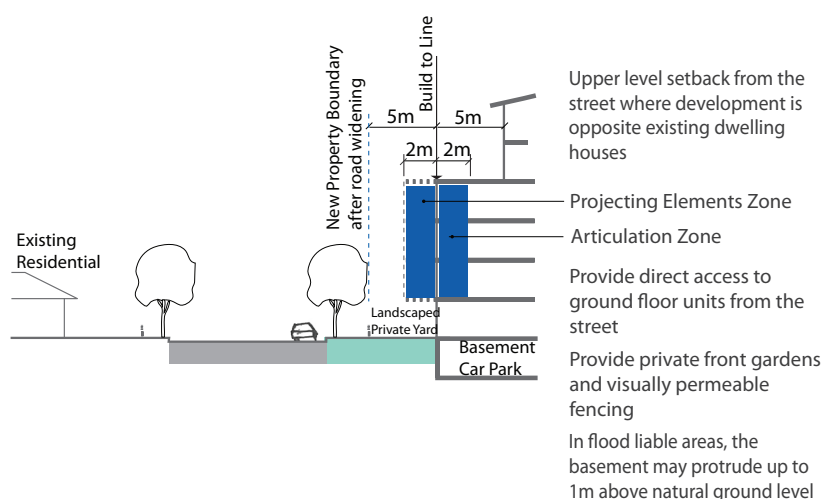 New Property Boundary
after road widening
Build to Line
5m
5m
2m
2m
Existing
Residential
Landscaped
Private Yard
Basement
Car Park
Upper level setback from the
street where development is
opposite existing dwelling
houses
Projecting Elements Zone
Articulation Zone
Provide direct access to
ground floor units from the
street
Provide private front gardens
and visually permeable
fencing
In flood liable areas, the
basement may protrude up to
1m above natural ground level